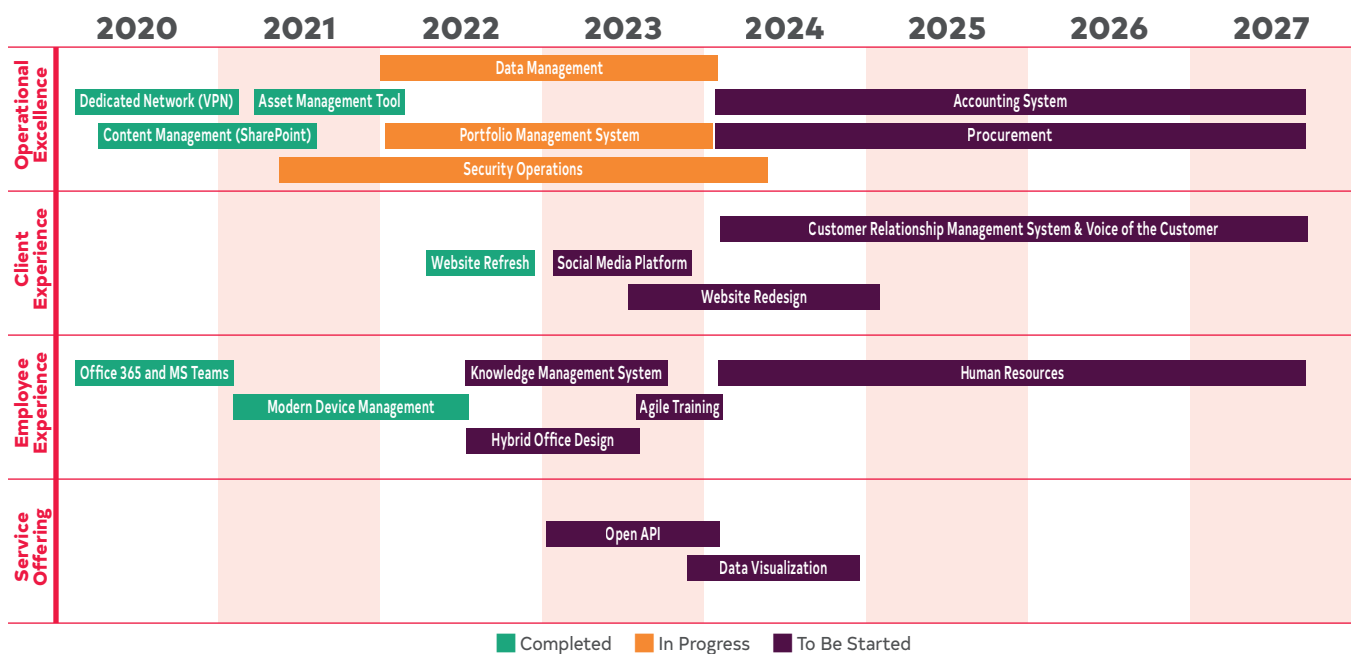 2020 2021 2022 2023 2024 2025 2026 2027
Operational
Excellence
Data Management
Dedicated Network (VPN) Asset Management Tool Accounting System
Content Management (SharePoint) Portfolio Management System Procurement
Security Operations
Client
Experience
Customer Relationship Management System & Voice of the Customer
Website Refresh Social Media Platform
Website Redesign
Employee
Experience
Office 365 and MS Teams Knowledge Management System Human Resources
Modern Device Management Agile Training
Hybrid Office Design
Service
Offering
Open API
Data Visualization
Completed In Progress To Be Started